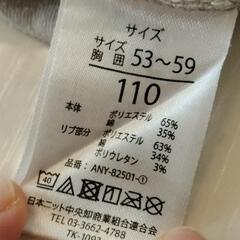 サイズ
サイズ
胸囲 53～59
110
本体 ポリエステル 65%
綿 35%
リブ部分 ポリエステル 63%
綿 34%
ポリウレタン 3%
品番：ANY-82501-①
40
日本ニット中央卸商業組合連合会
TEL 03-3662-4788
TK-1093